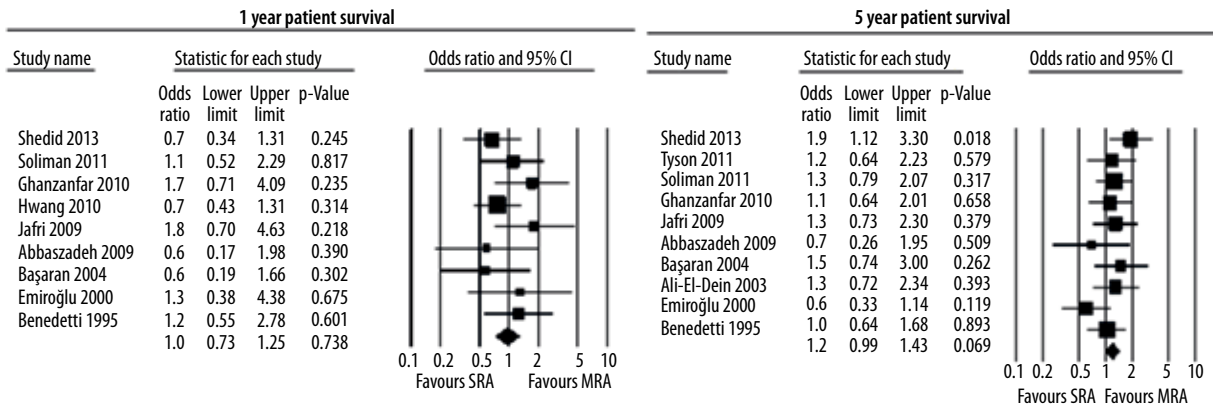 1 year patient survival
Study name Statistic for each study Odds ratio and 95% CI
Odds ratio Lower limit Upper limit p-Value
Shedid 2013 0.7 0.34 1.31 0.245
Soliman 2011 1.1 0.52 2.29 0.817
Ghanzanfar 2010 1.7 0.71 4.09 0.235
Hwang 2010 0.7 0.43 1.31 0.314
Jafri 2009 1.8 0.70 4.63 0.218
Abbaszadeh 2009 0.6 0.17 1.98 0.390
Başaran 2004 0.6 0.19 1.66 0.302
Emiroğlu 2000 1.3 0.38 4.38 0.675
Benedetti 1995 1.2 0.55 2.78 0.601
1.0 0.73 1.25 0.738
0.1 0.2 0.5 1 2 5 10
Favours SRA Favours MRA
5 year patient survival
Study name Statistic for each study Odds ratio and 95% CI
Odds ratio Lower limit Upper limit p-Value
Shedid 2013 1.9 1.12 3.30 0.018
Tyson 2011 1.2 0.64 2.23 0.579
Soliman 2011 1.3 0.79 2.07 0.317
Ghanzanfar 2010 1.1 0.64 2.01 0.658
Jafri 2009 1.3 0.73 2.30 0.379
Abbaszadeh 2009 0.7 0.26 1.95 0.509
Başaran 2004 1.5 0.74 3.00 0.262
Ali-El-Dein 2003 1.3 0.72 2.34 0.393
Emiroğlu 2000 0.6 0.33 1.14 0.119
Benedetti 1995 1.0 0.64 1.68 0.893
1.2 0.99 1.43 0.069
0.1 0.2 0.5 1 2 5 10
Favours SRA Favours MRA